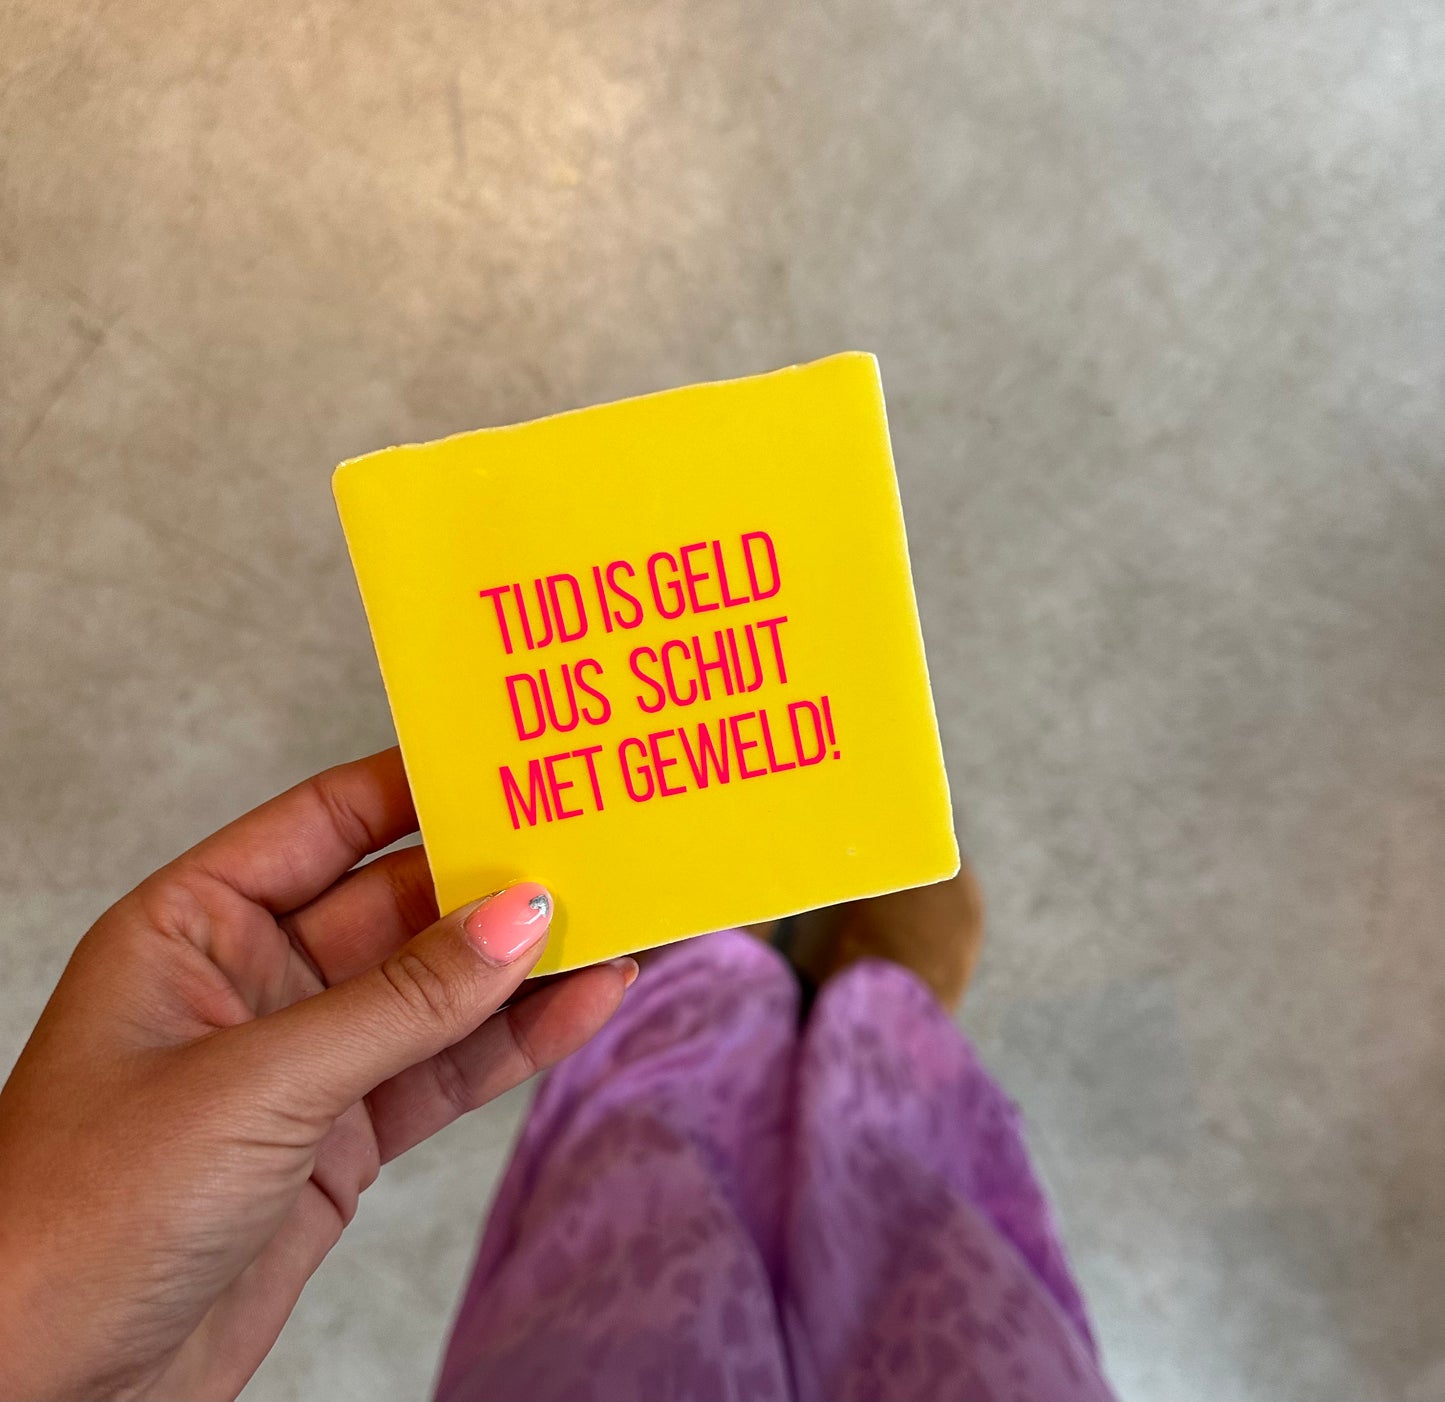 TIJD IS GELD
DUS SCHIJT
MET GEWELD!